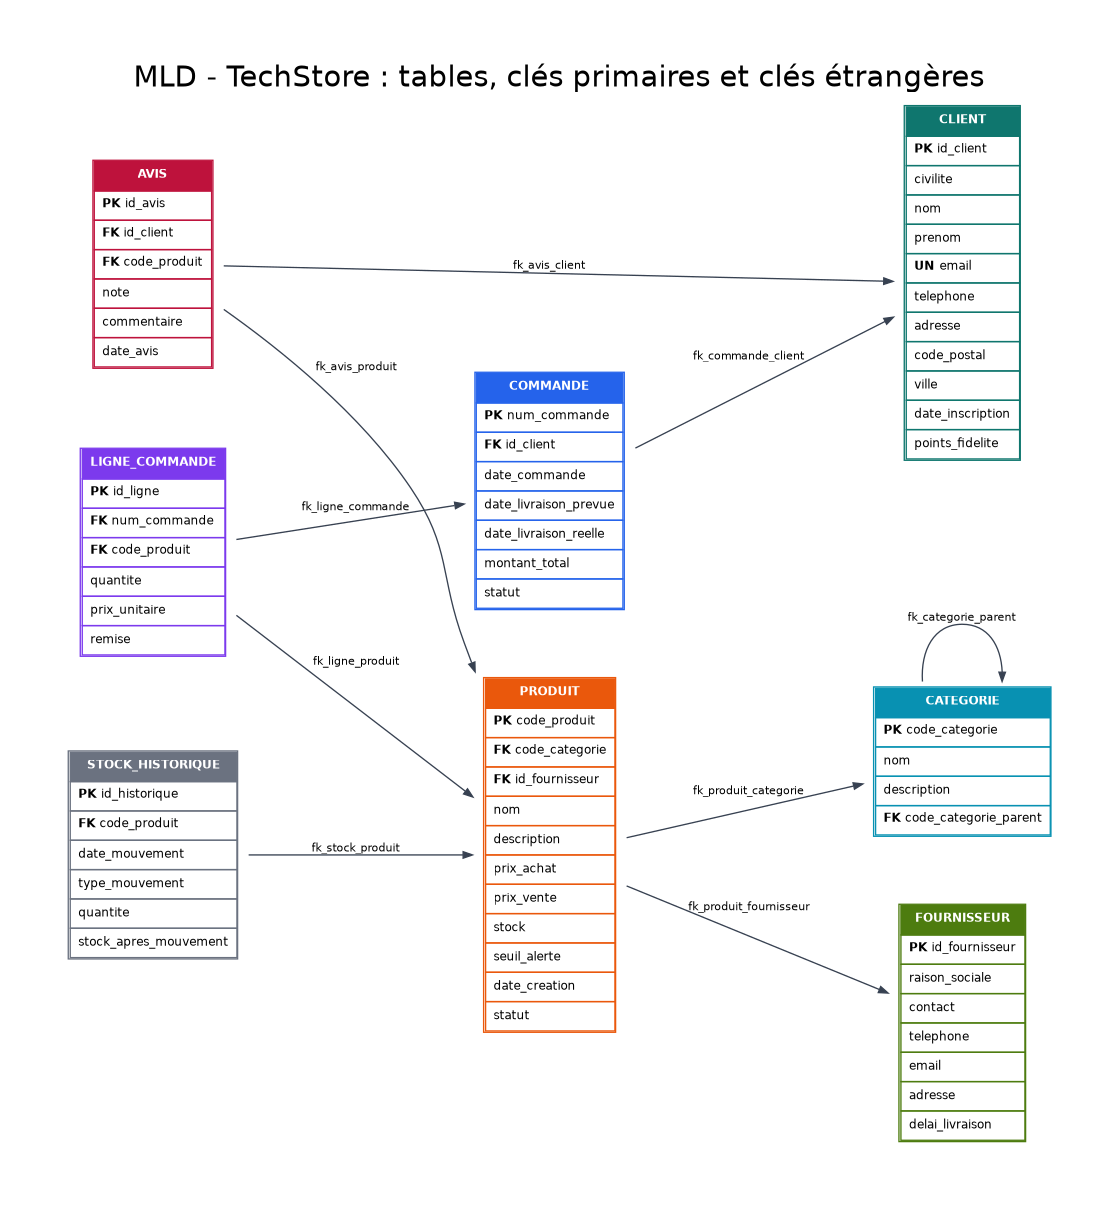 MLD - TechStore : tables, clés primaires et clés étrangères
AVIS
PK id_avis
FK id_client
FK code_produit
note
commentaire
date_avis
LIGNE_COMMANDE
PK id_ligne
FK num_commande
FK code_produit
quantite
prix_unitaire
remise
STOCK_HISTORIQUE
PK id_historique
FK code_produit
date_mouvement
type_mouvement
quantite
stock_apres_mouvement
fk_avis_client
fk_avis_produit
fk_ligne_commande
fk_ligne_produit
fk_stock_produit
COMMANDE
PK num_commande
FK id_client
date_commande
date_livraison_prevue
date_livraison_reelle
montant_total
statut
PRODUIT
PK code_produit
FK code_categorie
FK id_fournisseur
nom
description
prix_achat
prix_vente
stock
seuil_alerte
date_creation
statut
fk_commande_client
fk_produit_categorie
fk_produit_fournisseur
CLIENT
PK id_client
civilite
nom
prenom
UN email
telephone
adresse
code_postal
ville
date_inscription
points_fidelite
fk_categorie_parent
CATEGORIE
PK code_categorie
nom
description
FK code_categorie_parent
FOURNISSEUR
PK id_fournisseur
raison_sociale
contact
telephone
email
adresse
delai_livraison